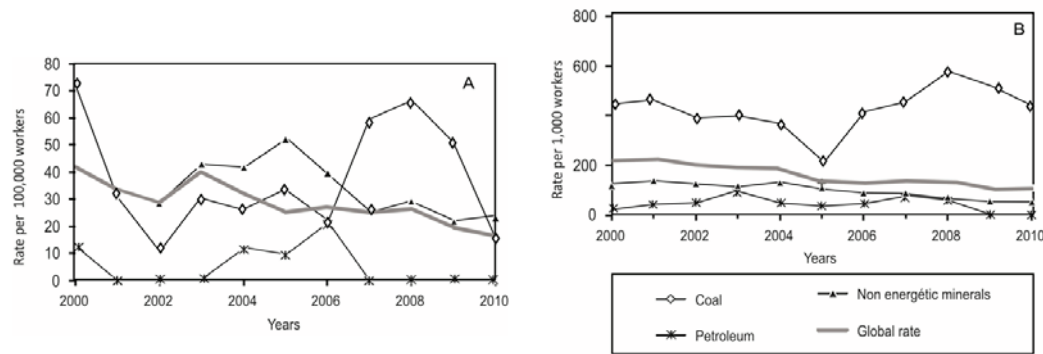 A
Rate per 100,000 workers
80
70
60
50
40
30
20
10
0
2000 2002 2004 2006 2008 2010
Years
B
Rate per 1,000 workers
800
600
400
200
0
2000 2002 2004 2006 2008 2010
Years
Coal
Non energétic minerals
Petroleum
Global rate